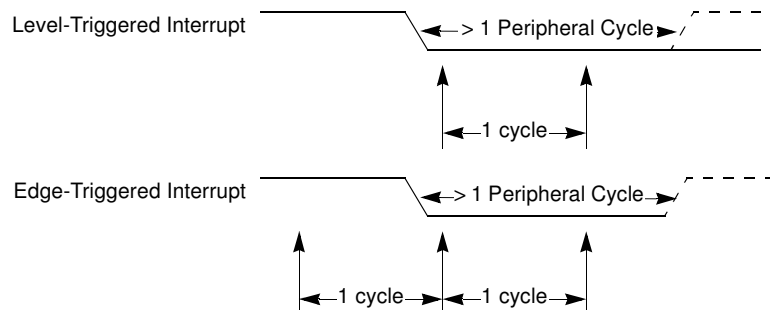 Level-Triggered Interrupt
> 1 Peripheral Cycle
1 cycle
Edge-Triggered Interrupt
> 1 Peripheral Cycle
1 cycle
1 cycle